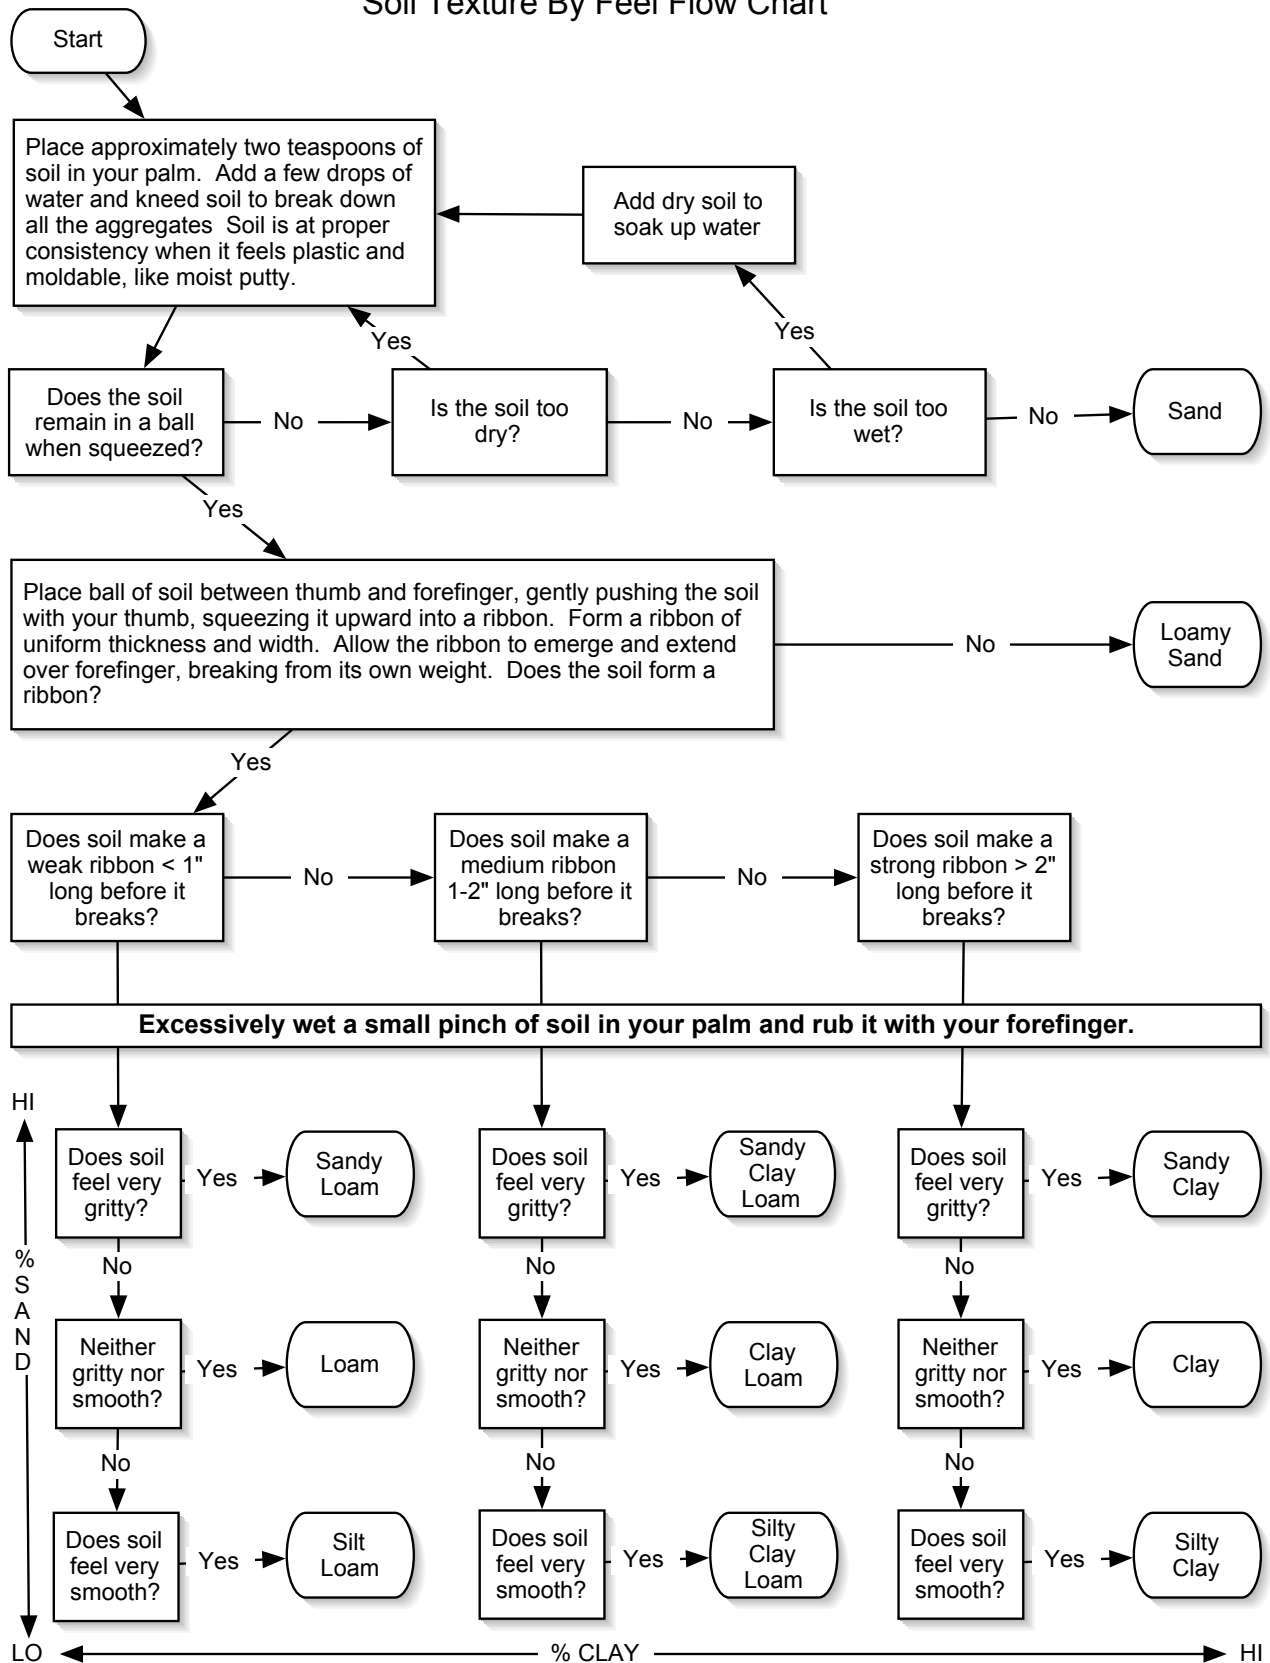 Soil Texture By Feel Flow Chart
Start
Place approximately two teaspoons of
soil in your palm. Add a few drops of
water and kneed soil to break down
all the aggregates Soil is at proper
consistency when it feels plastic and
moldable, like moist putty.
Add dry soil to
soak up water
Yes
Yes
Does the soil
remain in a ball
when squeezed?
No
Is the soil too
dry?
No
Is the soil too
wet?
No
Sand
Yes
Place ball of soil between thumb and forefinger, gently pushing the soil
with your thumb, squeezing it upward into a ribbon. Form a ribbon of
uniform thickness and width. Allow the ribbon to emerge and extend
over forefinger, breaking from its own weight. Does the soil form a
ribbon?
No
Loamy
Sand
Yes
Does soil make a
weak ribbon < 1"
long before it
breaks?
No
Does soil make a
medium ribbon
1-2" long before it
breaks?
No
Does soil make a
strong ribbon > 2"
long before it
breaks?
Excessively wet a small pinch of soil in your palm and rub it with your forefinger.
HI
%
S
A
N
D
LO
Does soil
feel very
gritty?
Yes
Sandy
Loam
Does soil
feel very
gritty?
Yes
Sandy
Clay
Loam
Does soil
feel very
gritty?
Yes
Sandy
Clay
No
No
No
Neither
gritty nor
smooth?
Yes
Loam
Neither
gritty nor
smooth?
Yes
Clay
Loam
Neither
gritty nor
smooth?
Yes
Clay
No
No
No
Does soil
feel very
smooth?
Yes
Silt
Loam
Does soil
feel very
smooth?
Yes
Silty
Clay
Loam
Does soil
feel very
smooth?
Yes
Silty
Clay
% CLAY
HI